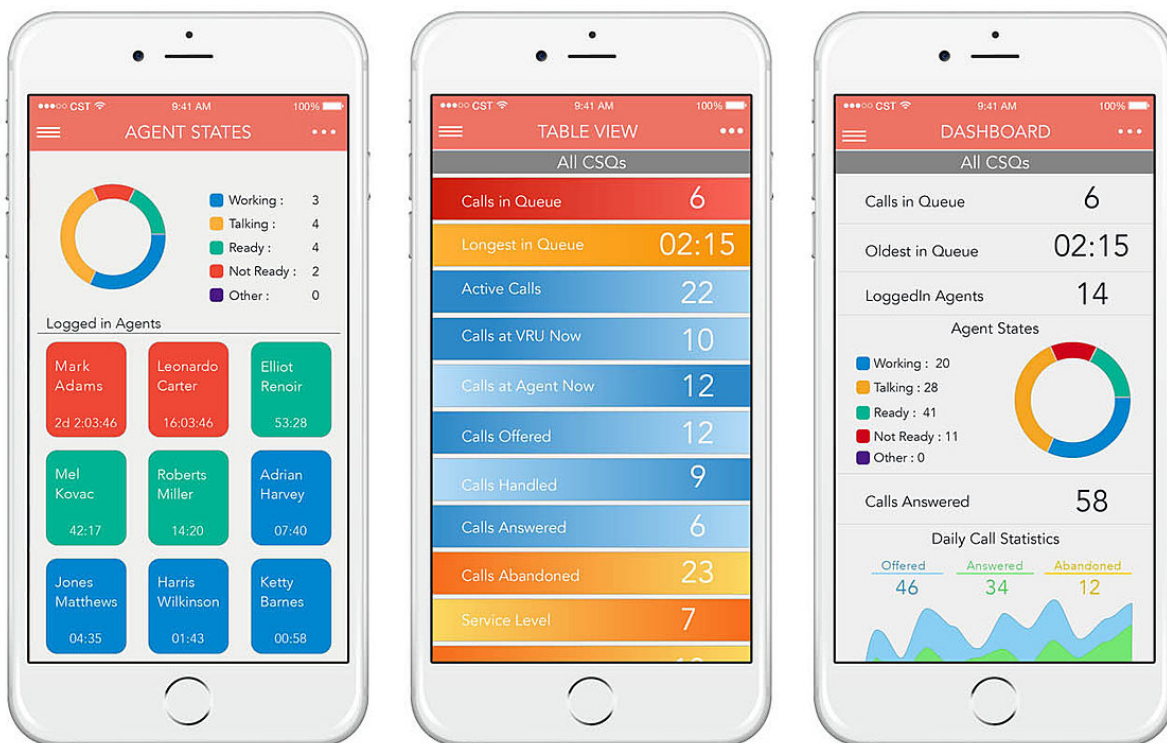 ●●●○○ CST 9:41 AM 100%
AGENT STATES
Working : 3
Talking : 4
Ready : 4
Not Ready : 2
Other : 0
Logged in Agents
Mark Adams
2d 2:03:46
Leonardo Carter
16:03:46
Elliot Renoir
53:28
Mel Kovac
42:17
Roberts Miller
14:20
Adrian Harvey
07:40
Jones Matthews
04:35
Harris Wilkinson
01:43
Ketty Barnes
00:58
●●●○○ CST 9:41 AM 100%
TABLE VIEW
All CSQs
Calls in Queue 6
Longest in Queue 02:15
Active Calls 22
Calls at VRU Now 10
Calls at Agent Now 12
Calls Offered 12
Calls Handled 9
Calls Answered 6
Calls Abandoned 23
Service Level 7
●●●○○ CST 9:41 AM 100%
DASHBOARD
All CSQs
Calls in Queue 6
Oldest in Queue 02:15
LoggedIn Agents 14
Agent States
Working : 20
Talking : 28
Ready : 41
Not Ready : 11
Other : 0
Calls Answered 58
Daily Call Statistics
Offered Answered Abandoned
46 34 12